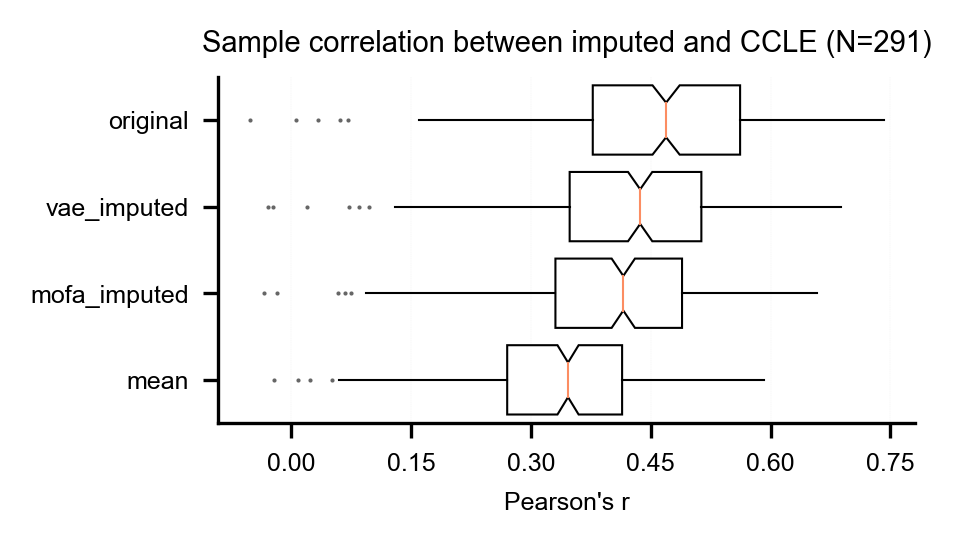 Sample correlation between imputed and CCLE (N=291)
original
vae_imputed
mofa_imputed
mean
0.00 0.15 0.30 0.45 0.60 0.75
Pearson's r